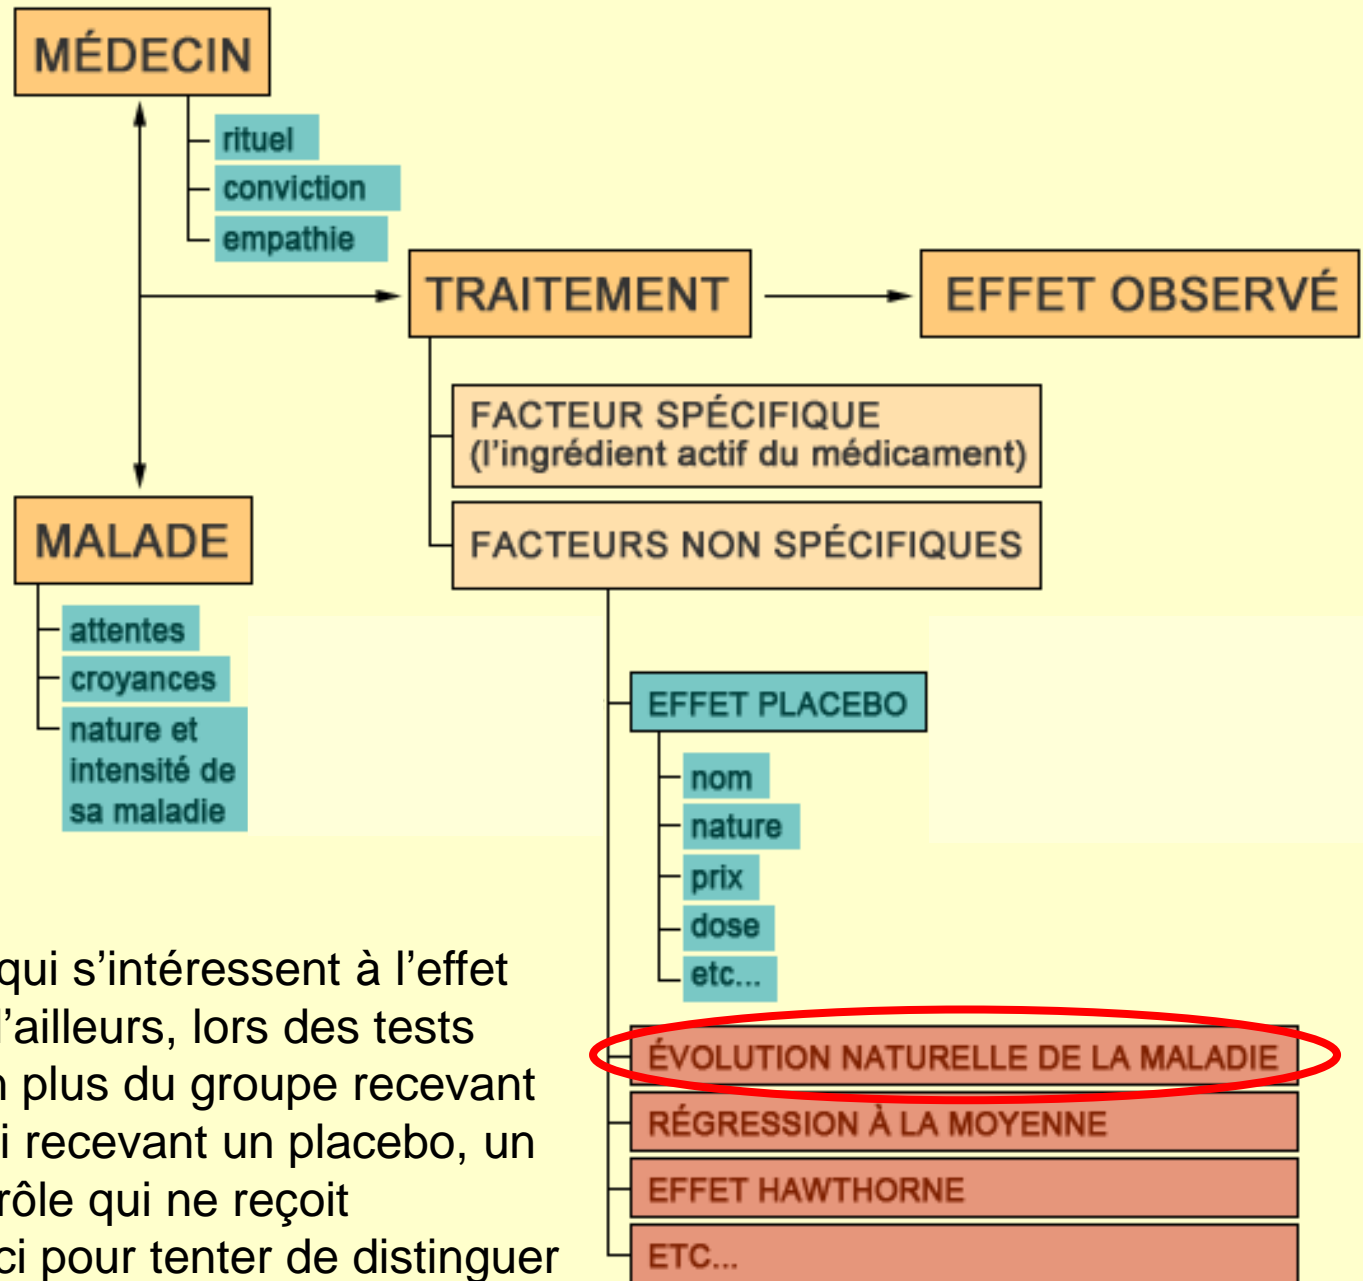 MÉDECIN
rituel
conviction
empathie
TRAITEMENT
EFFET OBSERVÉ
FACTEUR SPÉCIFIQUE
(l'ingrédient actif du médicament)
FACTEURS NON SPÉCIFIQUES
MALADE
attentes
croyances
nature et
intensité de
sa maladie
EFFET PLACEBO
nom
nature
prix
dose
etc...
ÉVOLUTION NATURELLE DE LA MALADIE
RÉGRESSION À LA MOYENNE
EFFET HAWTHORNE
ETC...
qui s’intéressent à l’effet
’ailleurs, lors des tests
plus du groupe recevant
recevant un placebo, un
rôle qui ne reçoit
ci pour tenter de distinguer